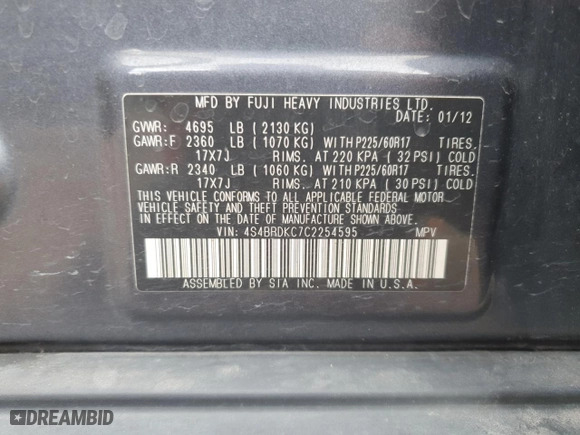 MFD BY FUJI HEAVY INDUSTRIES LTD.
DATE: 01/12
GVWR: 4695 LB ( 2130 KG)
GAWR:F 2360 LB ( 1070 KG) WITH P225/60R17 TIRES.
17X7J RIMS. AT 220 KPA ( 32 PSI) COLD
GAWR:R 2340 LB ( 1060 KG) WITH P225/60R17 TIRES.
17X7J RIMS. AT 210 KPA ( 30 PSI) COLD
THIS VEHICLE CONFORMS TO ALL APPLICABLE FEDERAL MOTOR
VEHICLE SAFETY AND THEFT PREVENTION STANDARDS IN
EFFECT ON THE DATE OF MANUFACTURE SHOWN ABOVE.
VIN: 4S4BRDKC7C2254595 MPV
ASSEMBLED BY SIA INC. MADE IN U.S.A.
DREAMBID